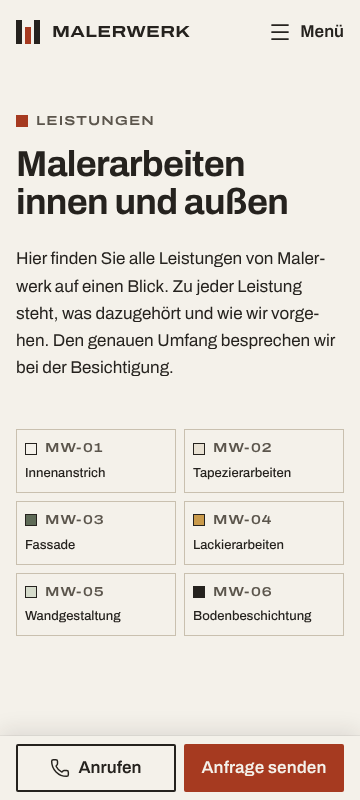 MALERWERK
Menü
LEISTUNGEN
Malerarbeiten
innen und außen
Hier finden Sie alle Leistungen von Maler-
werk auf einen Blick. Zu jeder Leistung
steht, was dazugehört und wie wir vorge-
hen. Den genauen Umfang besprechen wir
bei der Besichtigung.
MW-01
Innenanstrich
MW-02
Tapezierarbeiten
MW-03
Fassade
MW-04
Lackierarbeiten
MW-05
Wandgestaltung
MW-06
Bodenbeschichtung
Anrufen
Anfrage senden